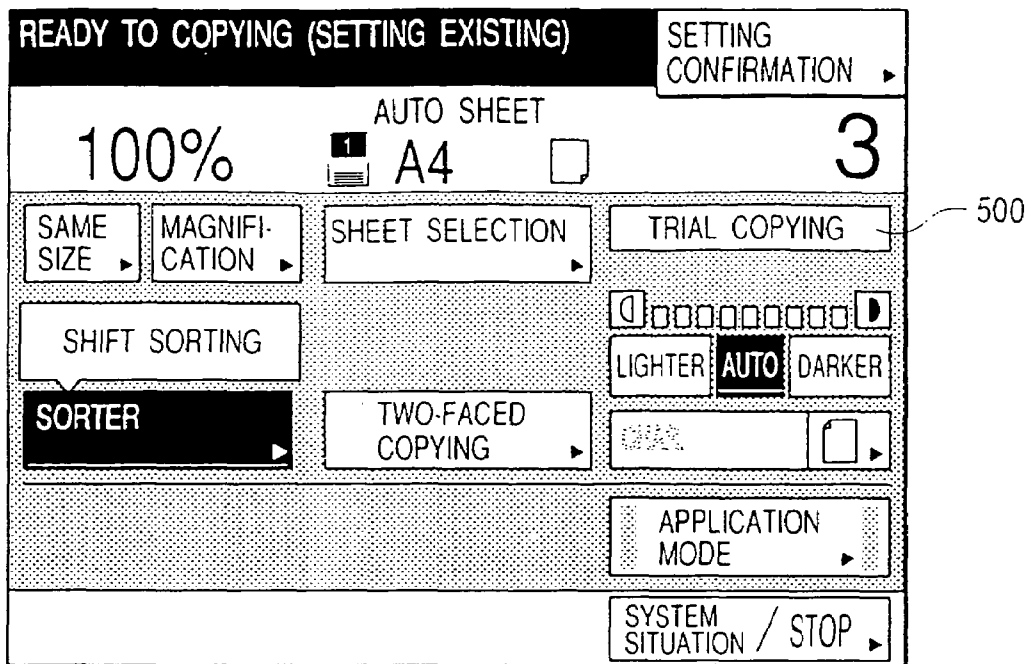 READY TO COPYING (SETTING EXISTING)
SETTING
CONFIRMATION
AUTO SHEET
100%
1
A4
3
SAME
SIZE
MAGNIFI-
CATION
SHEET SELECTION
TRIAL COPYING
500
SHIFT SORTING
LIGHTER
AUTO
DARKER
SORTER
TWO-FACED
COPYING
CHAR.
APPLICATION
MODE
SYSTEM
SITUATION / STOP